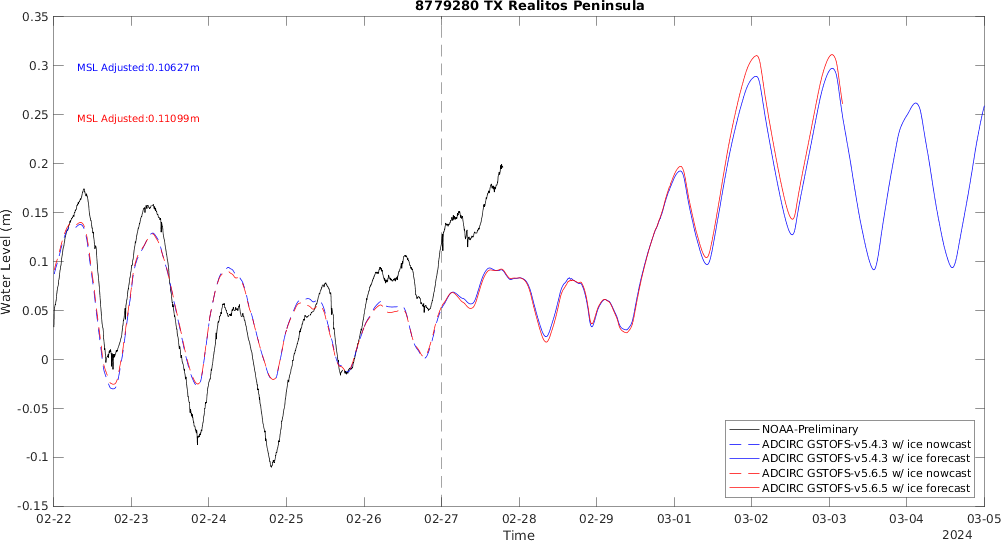 8779280 TX Realitos Peninsula
0.35
0.3
0.25
0.2
0.15
0.1
0.05
0
-0.05
-0.1
-0.15
Water Level (m)
MSL Adjusted:0.10627m
MSL Adjusted:0.11099m
NOAA-Preliminary
ADCIRC GSTOFS-v5.4.3 w/ ice nowcast
ADCIRC GSTOFS-v5.4.3 w/ ice forecast
ADCIRC GSTOFS-v5.6.5 w/ ice nowcast
ADCIRC GSTOFS-v5.6.5 w/ ice forecast
02-22 02-23 02-24 02-25 02-26 02-27 02-28 02-29 03-01 03-02 03-03 03-04 03-05
Time
2024